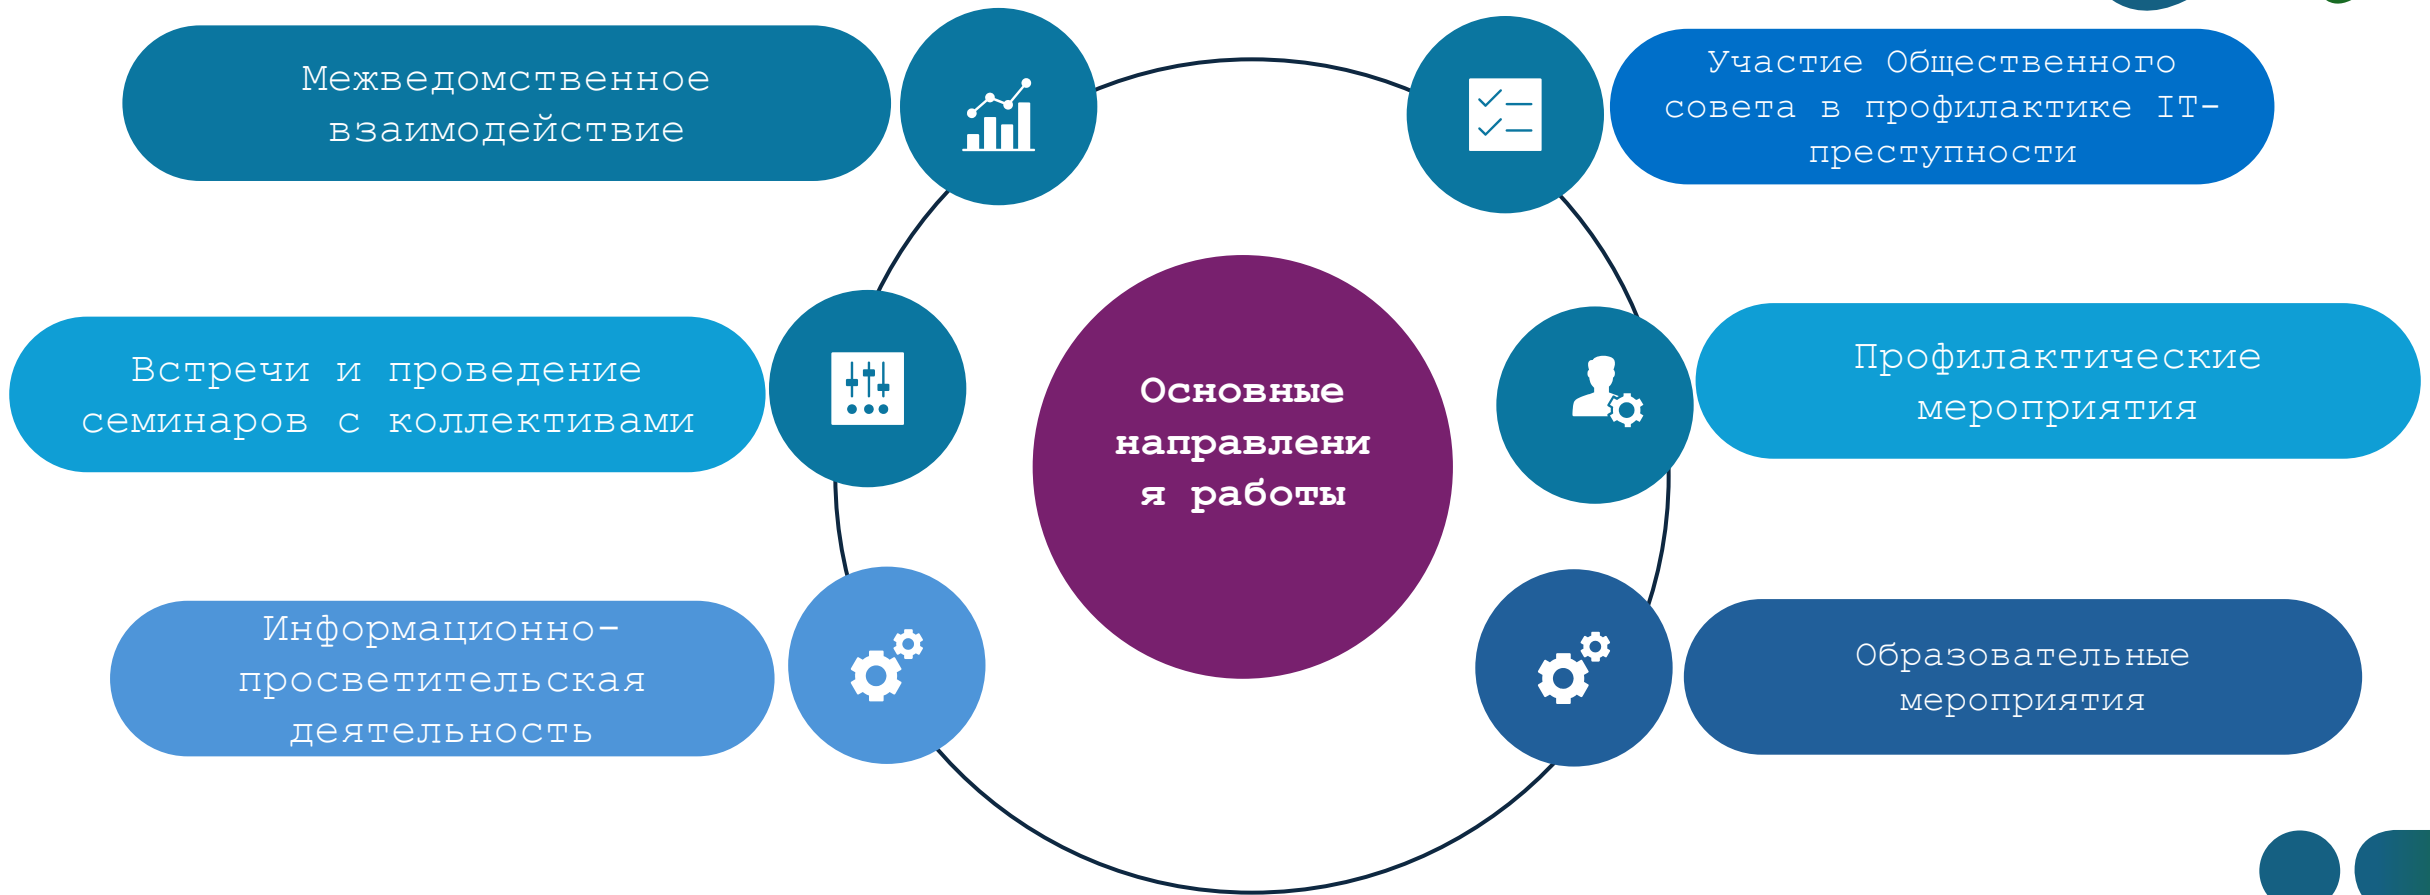 Межведомственное
взаимодействие
Участие Общественного
совета в профилактике IT-
преступности
Встречи и проведение
семинаров с коллективами
Основные
направлени
я работы
Профилактические
мероприятия
Информационно-
просветительская
деятельность
Образовательные
мероприятия